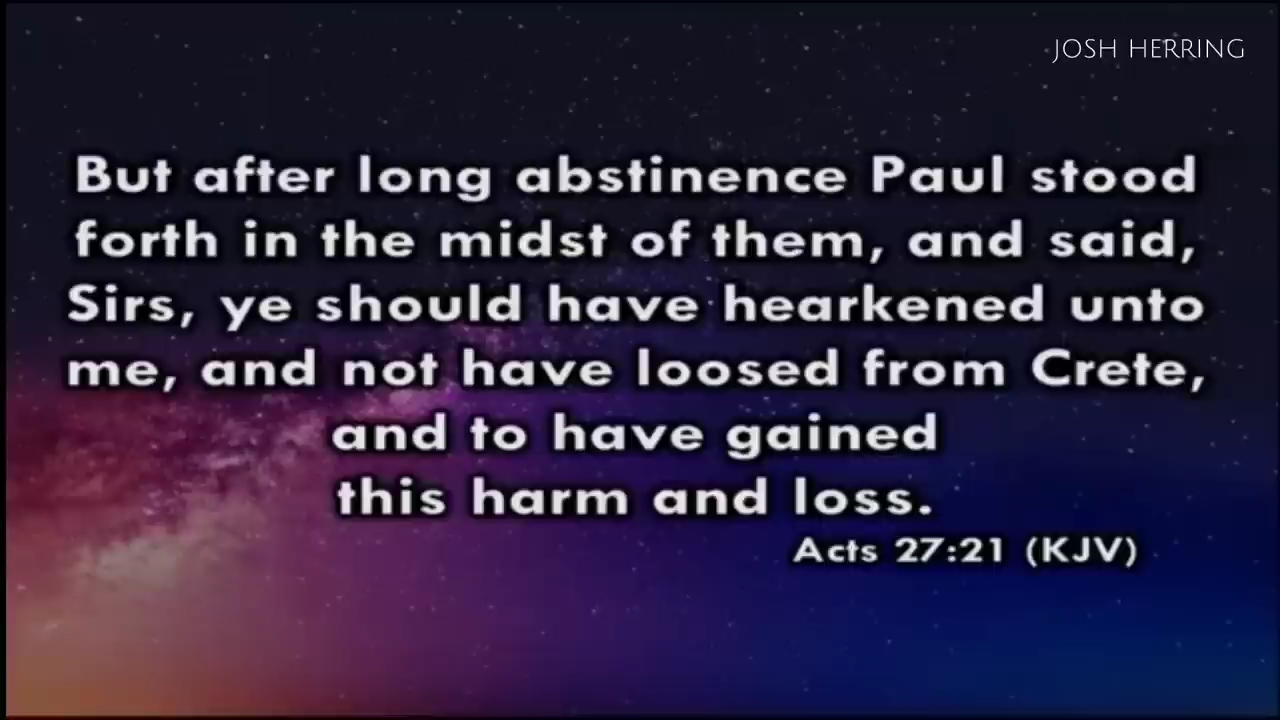 JOSH HERRING
But after long abstinence Paul stood
forth in the midst of them, and said,
Sirs, ye should have hearkened unto
me, and not have loosed from Crete,
and to have gained
this harm and loss.
Acts 27:21 (KJV)